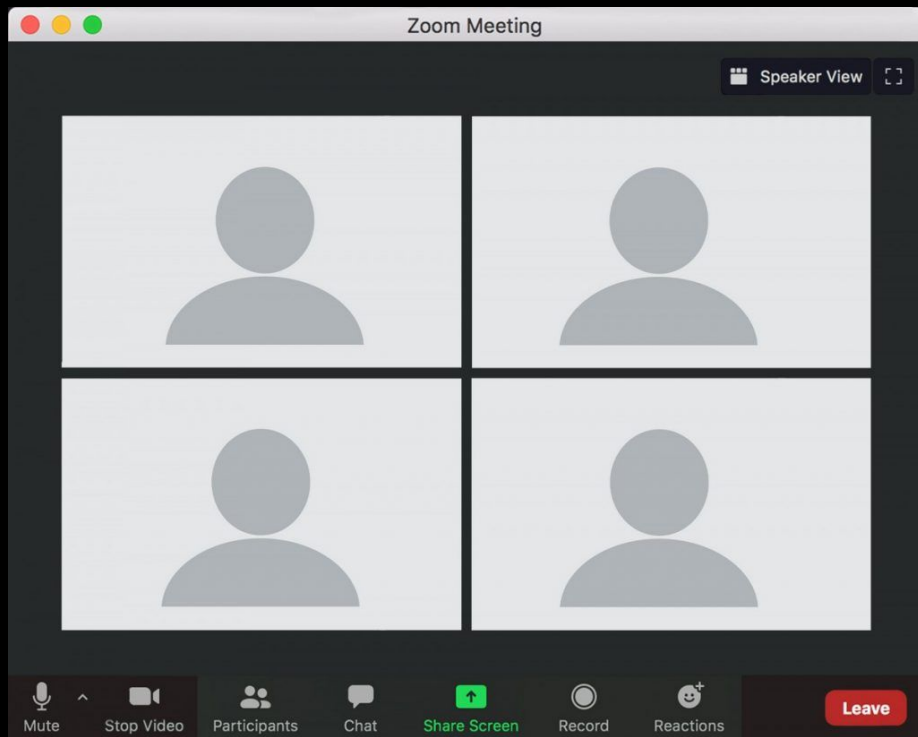 Zoom Meeting
Speaker View
Mute
Stop Video
Participants
Chat
Share Screen
Record
Reactions
Leave